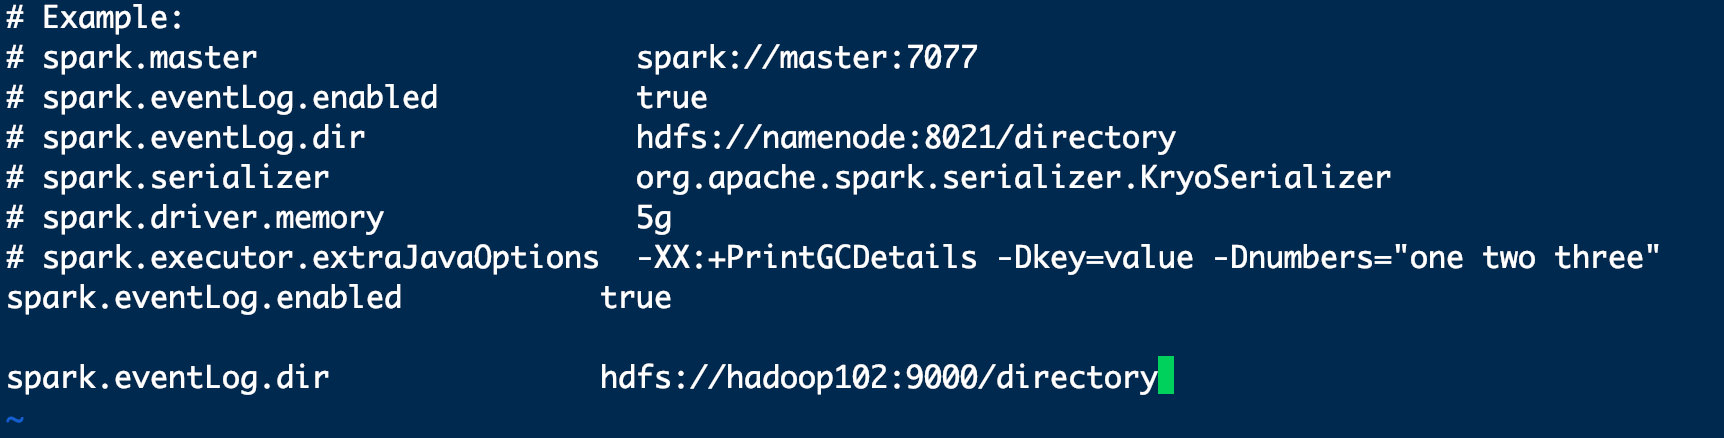 # Example:
# spark.master                     spark://master:7077
# spark.eventLog.enabled           true
# spark.eventLog.dir               hdfs://namenode:8021/directory
# spark.serializer                 org.apache.spark.serializer.KryoSerializer
# spark.driver.memory              5g
# spark.executor.extraJavaOptions  -XX:+PrintGCDetails -Dkey=value -Dnumbers="one two three"
spark.eventLog.enabled           true
spark.eventLog.dir               hdfs://hadoop102:9000/directory
~